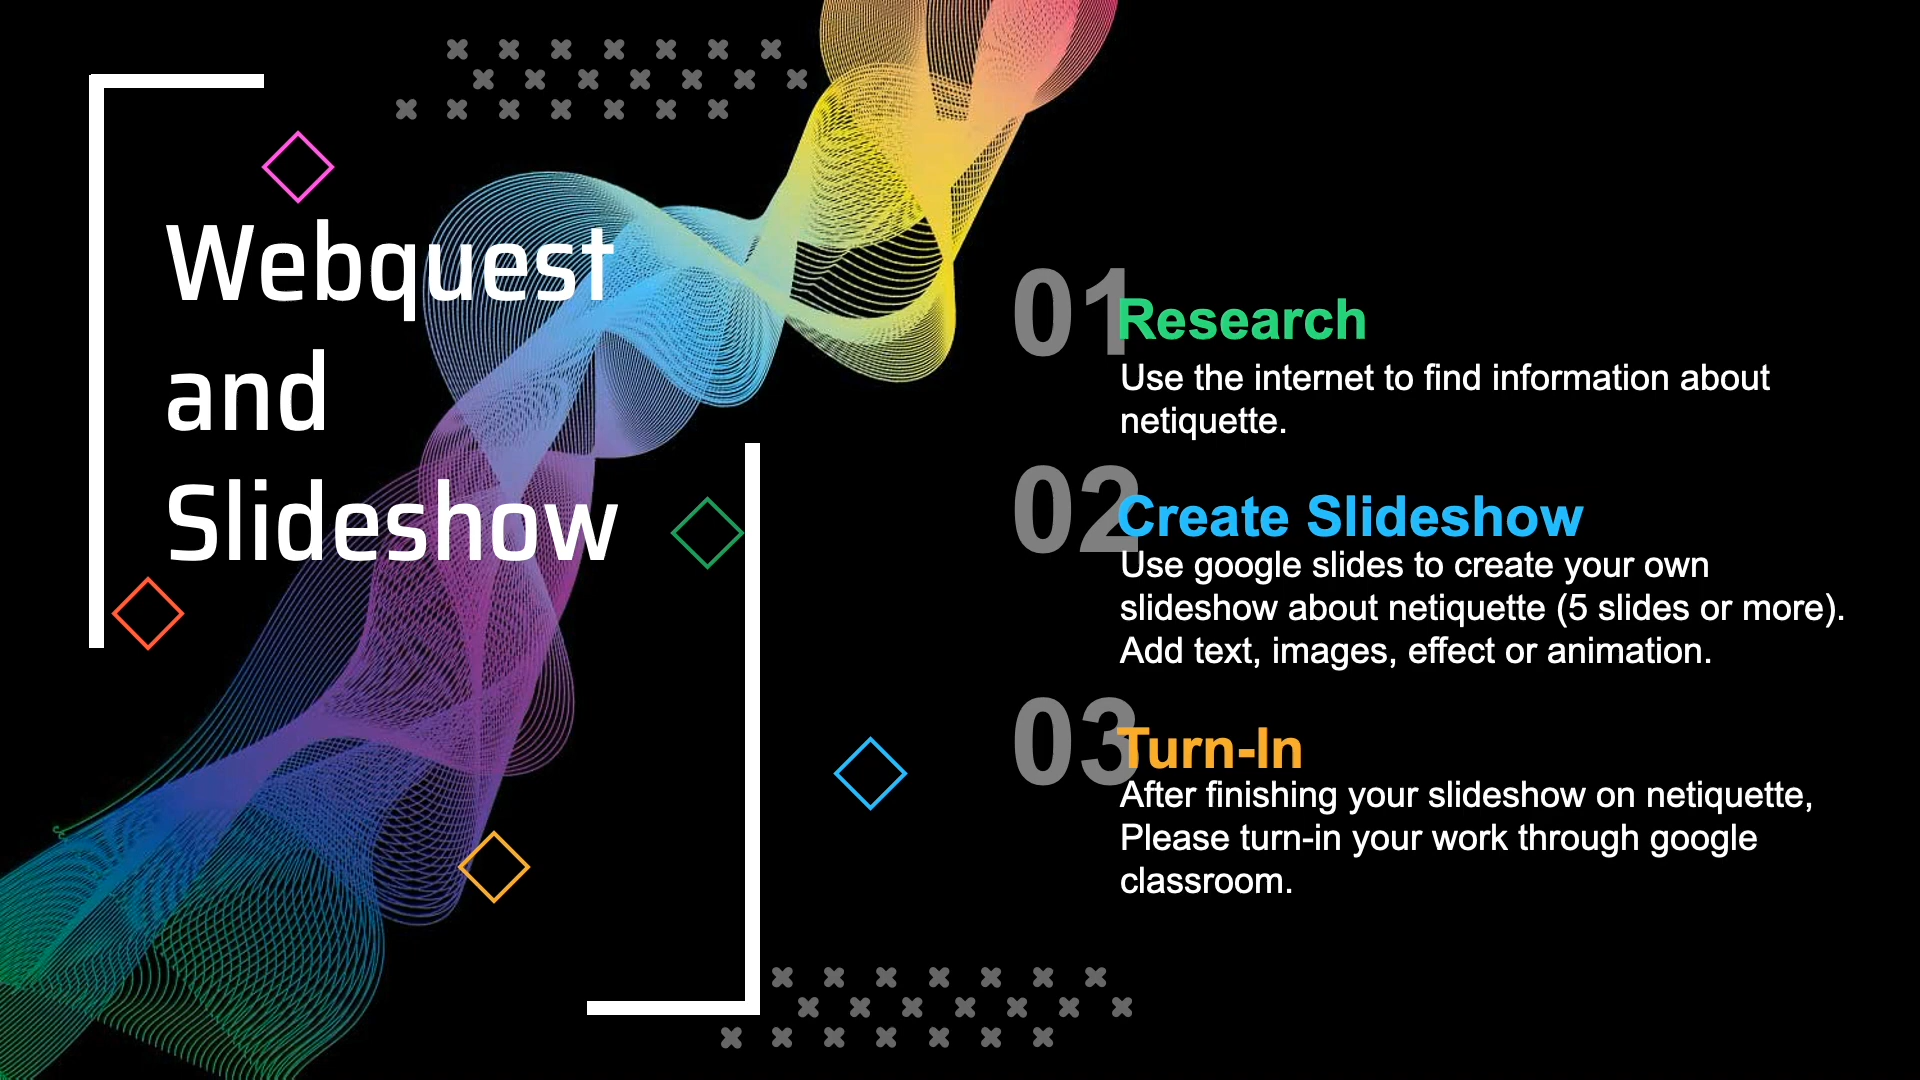 Webquest
and
Slideshow
01
Research
Use the internet to find information about
netiquette.
02
Create Slideshow
Use google slides to create your own
slideshow about netiquette (5 slides or more).
Add text, images, effect or animation.
03
Turn-In
After finishing your slideshow on netiquette,
Please turn-in your work through google
classroom.